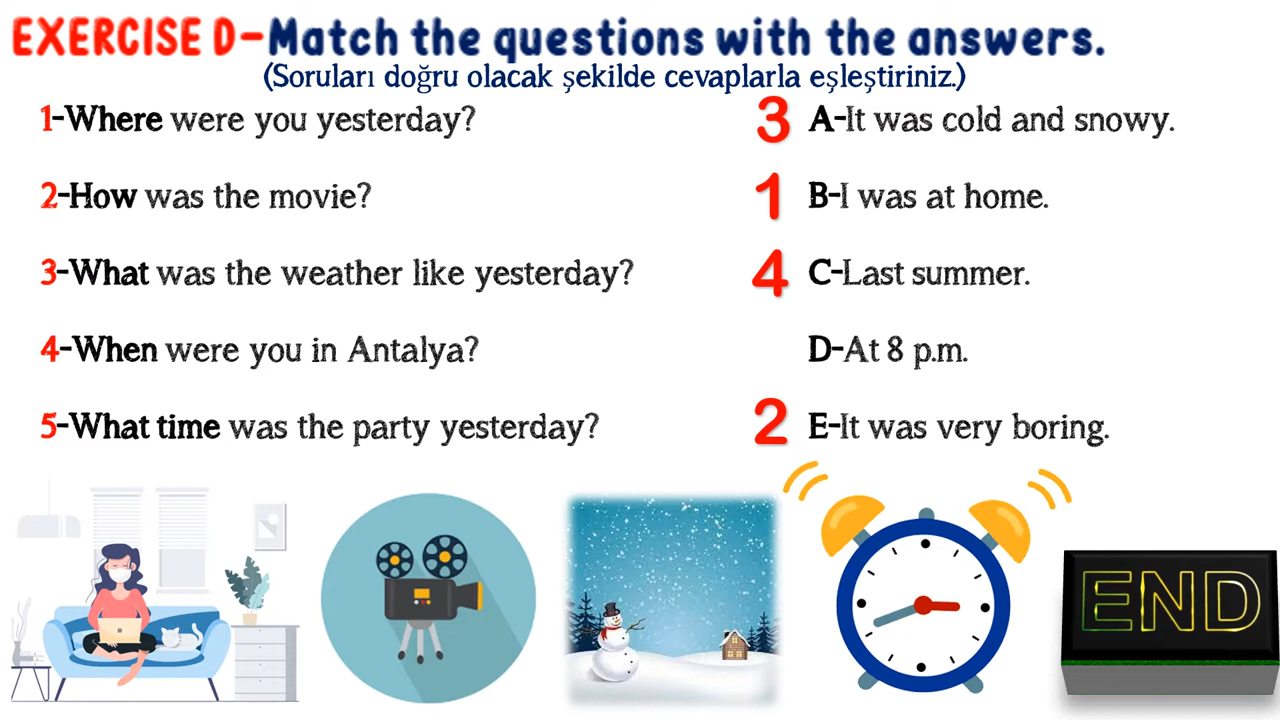 EXERCISE D-Match the questions with the answers.
(Soruları doğru olacak şekilde cevaplarla eşleştiriniz.)
1-Where were you yesterday?
3 A-It was cold and snowy.
2-How was the movie?
1 B-I was at home.
3-What was the weather like yesterday?
4 C-Last summer.
4-When were you in Antalya?
D-At 8 p.m.
5-What time was the party yesterday?
2 E-It was very boring.
END